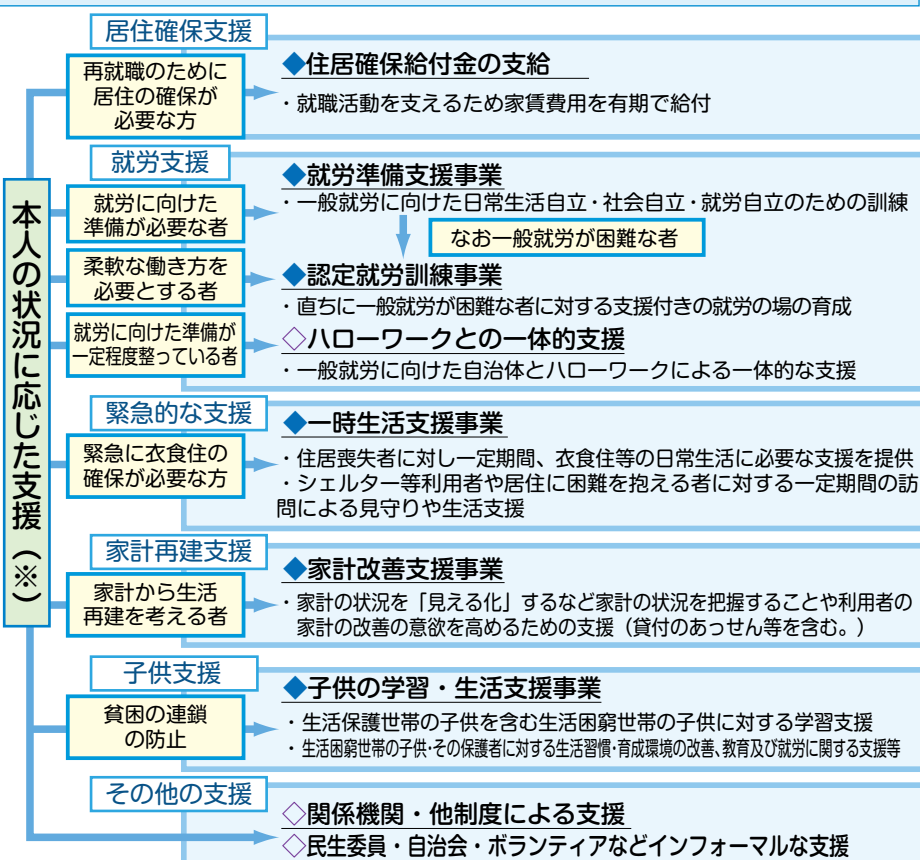 本人の状況に応じた支援（※）
居住確保支援
再就職のために
居住の確保が
必要な方
◆住居確保給付金の支給
・就職活動を支えるため家賃費用を有期で給付
就労支援
就労に向けた
準備が必要な者
◆就労準備支援事業
・一般就労に向けた日常生活自立・社会自立・就労自立のための訓練
なお一般就労が困難な者
柔軟な働き方を
必要とする者
◆認定就労訓練事業
・直ちに一般就労が困難な者に対する支援付きの就労の場の育成
就労に向けた準備が
一定程度整っている者
◇ハローワークとの一体的支援
・一般就労に向けた自治体とハローワークによる一体的な支援
緊急的な支援
緊急に衣食住の
確保が必要な方
◆一時生活支援事業
・住居喪失者に対し一定期間、衣食住等の日常生活に必要な支援を提供
・シェルター等利用者や居住に困難を抱える者に対する一定期間の訪
問による見守りや生活支援
家計再建支援
家計から生活
再建を考える者
◆家計改善支援事業
・家計の状況を「見える化」するなど家計の状況を把握することや利用者の
家計の改善の意欲を高めるための支援（貸付のあっせん等を含む。）
子供支援
貧困の連鎖
の防止
◆子供の学習・生活支援事業
・生活保護世帯の子供を含む生活困窮世帯の子供に対する学習支援
・生活困窮世帯の子供・その保護者に対する生活習慣・育成環境の改善、教育及び就労に関する支援等
その他の支援
◇関係機関・他制度による支援
◇民生委員・自治会・ボランティアなどインフォーマルな支援